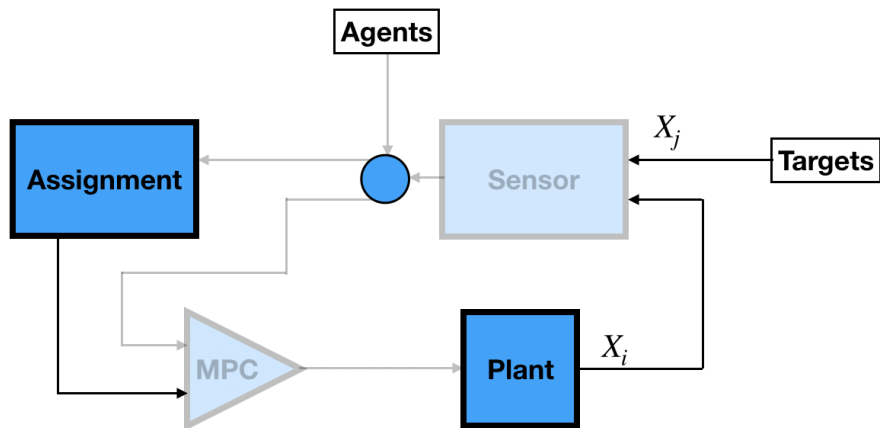 Agents
X_j
Assignment
Sensor
Targets
MPC
Plant
X_i